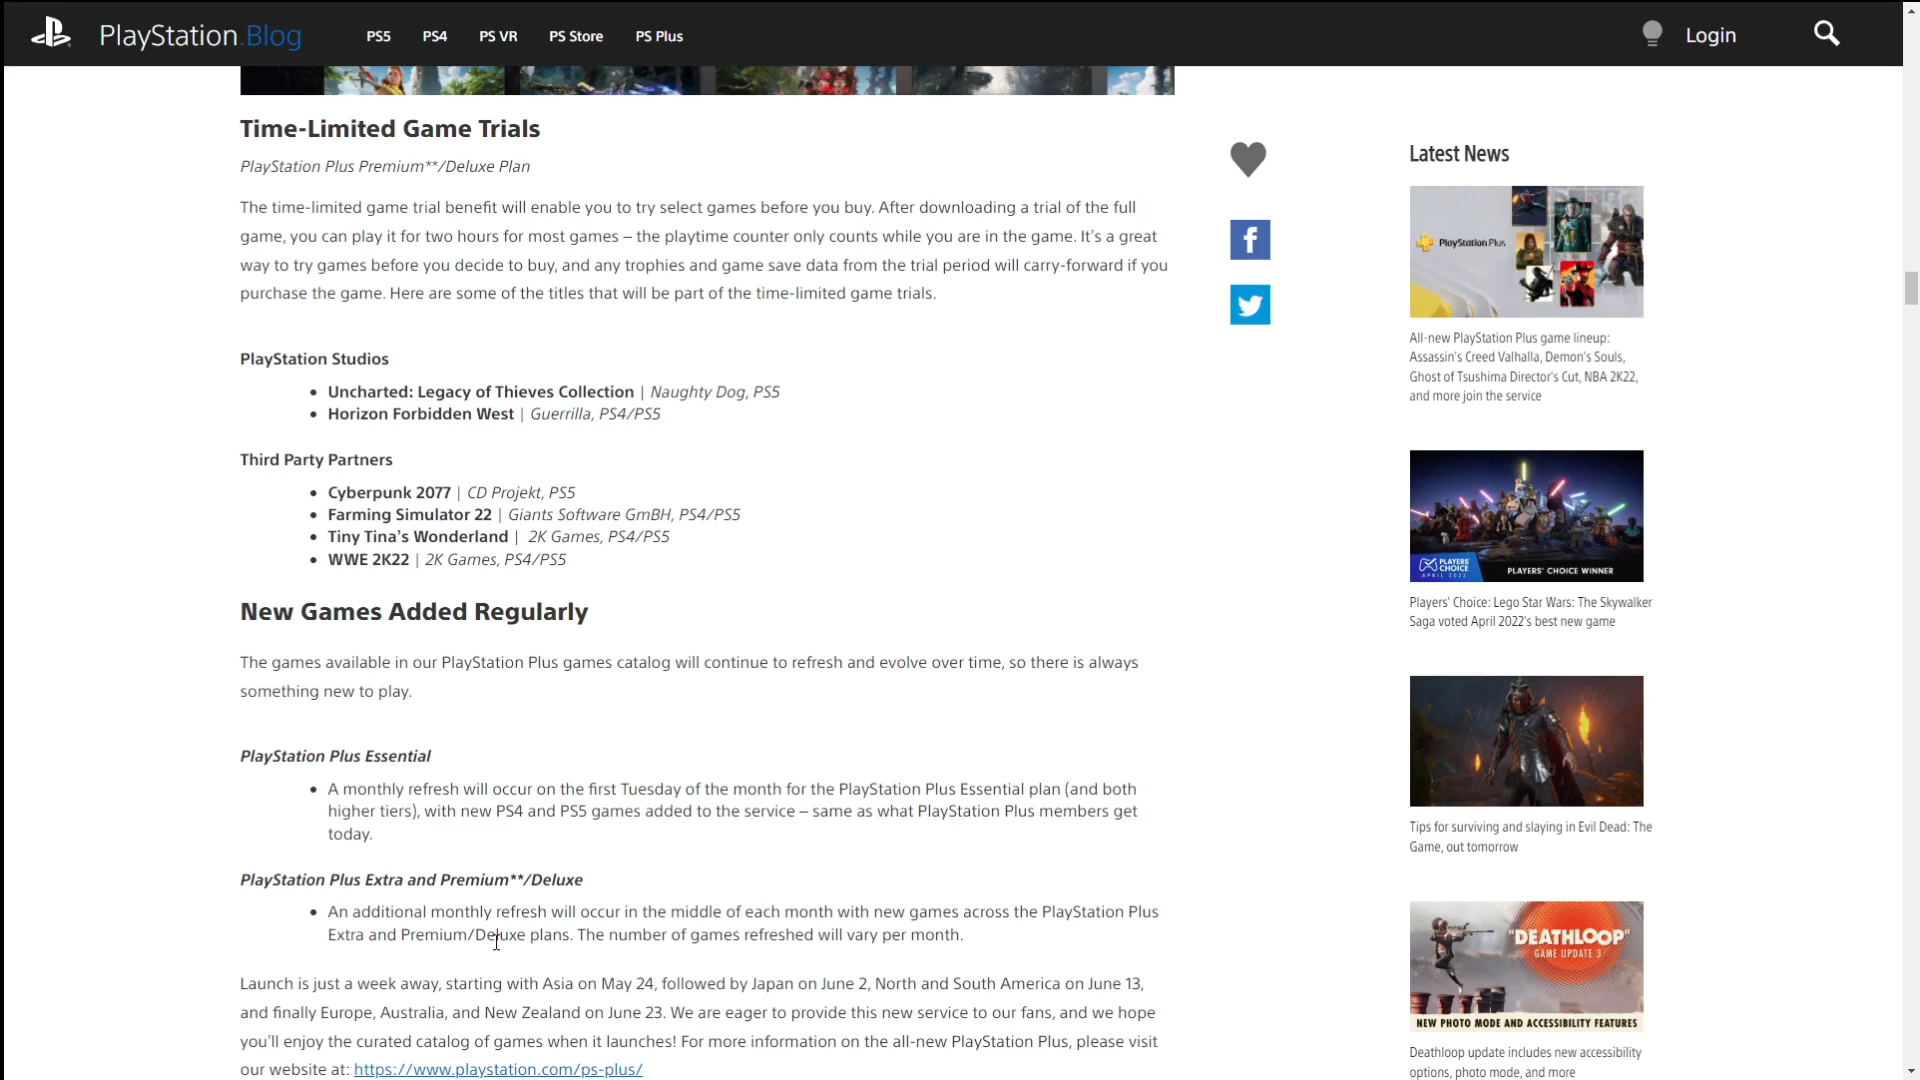 PlayStation.Blog PS5 PS4 PS VR PS Store PS Plus Login
Time-Limited Game Trials
PlayStation Plus Premium**/Deluxe Plan
The time-limited game trial benefit will enable you to try select games before you buy. After downloading a trial of the full
game, you can play it for two hours for most games – the playtime counter only counts while you are in the game. It’s a great
way to try games before you decide to buy, and any trophies and game save data from the trial period will carry-forward if you
purchase the game. Here are some of the titles that will be part of the time-limited game trials.
PlayStation Studios
• Uncharted: Legacy of Thieves Collection | Naughty Dog, PS5
• Horizon Forbidden West | Guerrilla, PS4/PS5
Third Party Partners
• Cyberpunk 2077 | CD Projekt, PS5
• Farming Simulator 22 | Giants Software GmBH, PS4/PS5
• Tiny Tina’s Wonderland | 2K Games, PS4/PS5
• WWE 2K22 | 2K Games, PS4/PS5
New Games Added Regularly
The games available in our PlayStation Plus games catalog will continue to refresh and evolve over time, so there is always
something new to play.
PlayStation Plus Essential
• A monthly refresh will occur on the first Tuesday of the month for the PlayStation Plus Essential plan (and both
higher tiers), with new PS4 and PS5 games added to the service – same as what PlayStation Plus members get
today.
PlayStation Plus Extra and Premium**/Deluxe
• An additional monthly refresh will occur in the middle of each month with new games across the PlayStation Plus
Extra and Premium/Deluxe plans. The number of games refreshed will vary per month.
Launch is just a week away, starting with Asia on May 24, followed by Japan on June 2, North and South America on June 13,
and finally Europe, Australia, and New Zealand on June 23. We are eager to provide this new service to our fans, and we hope
you’ll enjoy the curated catalog of games when it launches! For more information on the all-new PlayStation Plus, please visit
our website at: https://www.playstation.com/ps-plus/
Latest News
PlayStation Plus
All-new PlayStation Plus game lineup:
Assassin’s Creed Valhalla, Demon’s Souls,
Ghost of Tsushima Director’s Cut, NBA 2K22,
and more join the service
PLAYERS’
CHOICE
APRIL 2022
PLAYERS’ CHOICE WINNER
Players’ Choice: Lego Star Wars: The Skywalker
Saga voted April 2022’s best new game
Tips for surviving and slaying in Evil Dead: The
Game, out tomorrow
"DEATHLOOP"
GAME UPDATE 3
NEW PHOTO MODE AND ACCESSIBILITY FEATURES
Deathloop update includes new accessibility
options, photo mode, and more